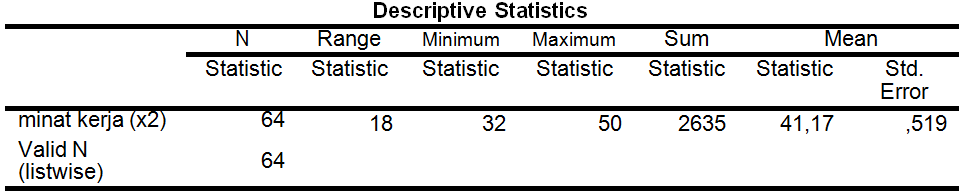 Descriptive Statistics
N Range Minimum Maximum Sum Mean
Statistic Statistic Statistic Statistic Statistic Statistic Std. Error
minat kerja (x2) 64 18 32 50 2635 41,17 ,519
Valid N (listwise) 64